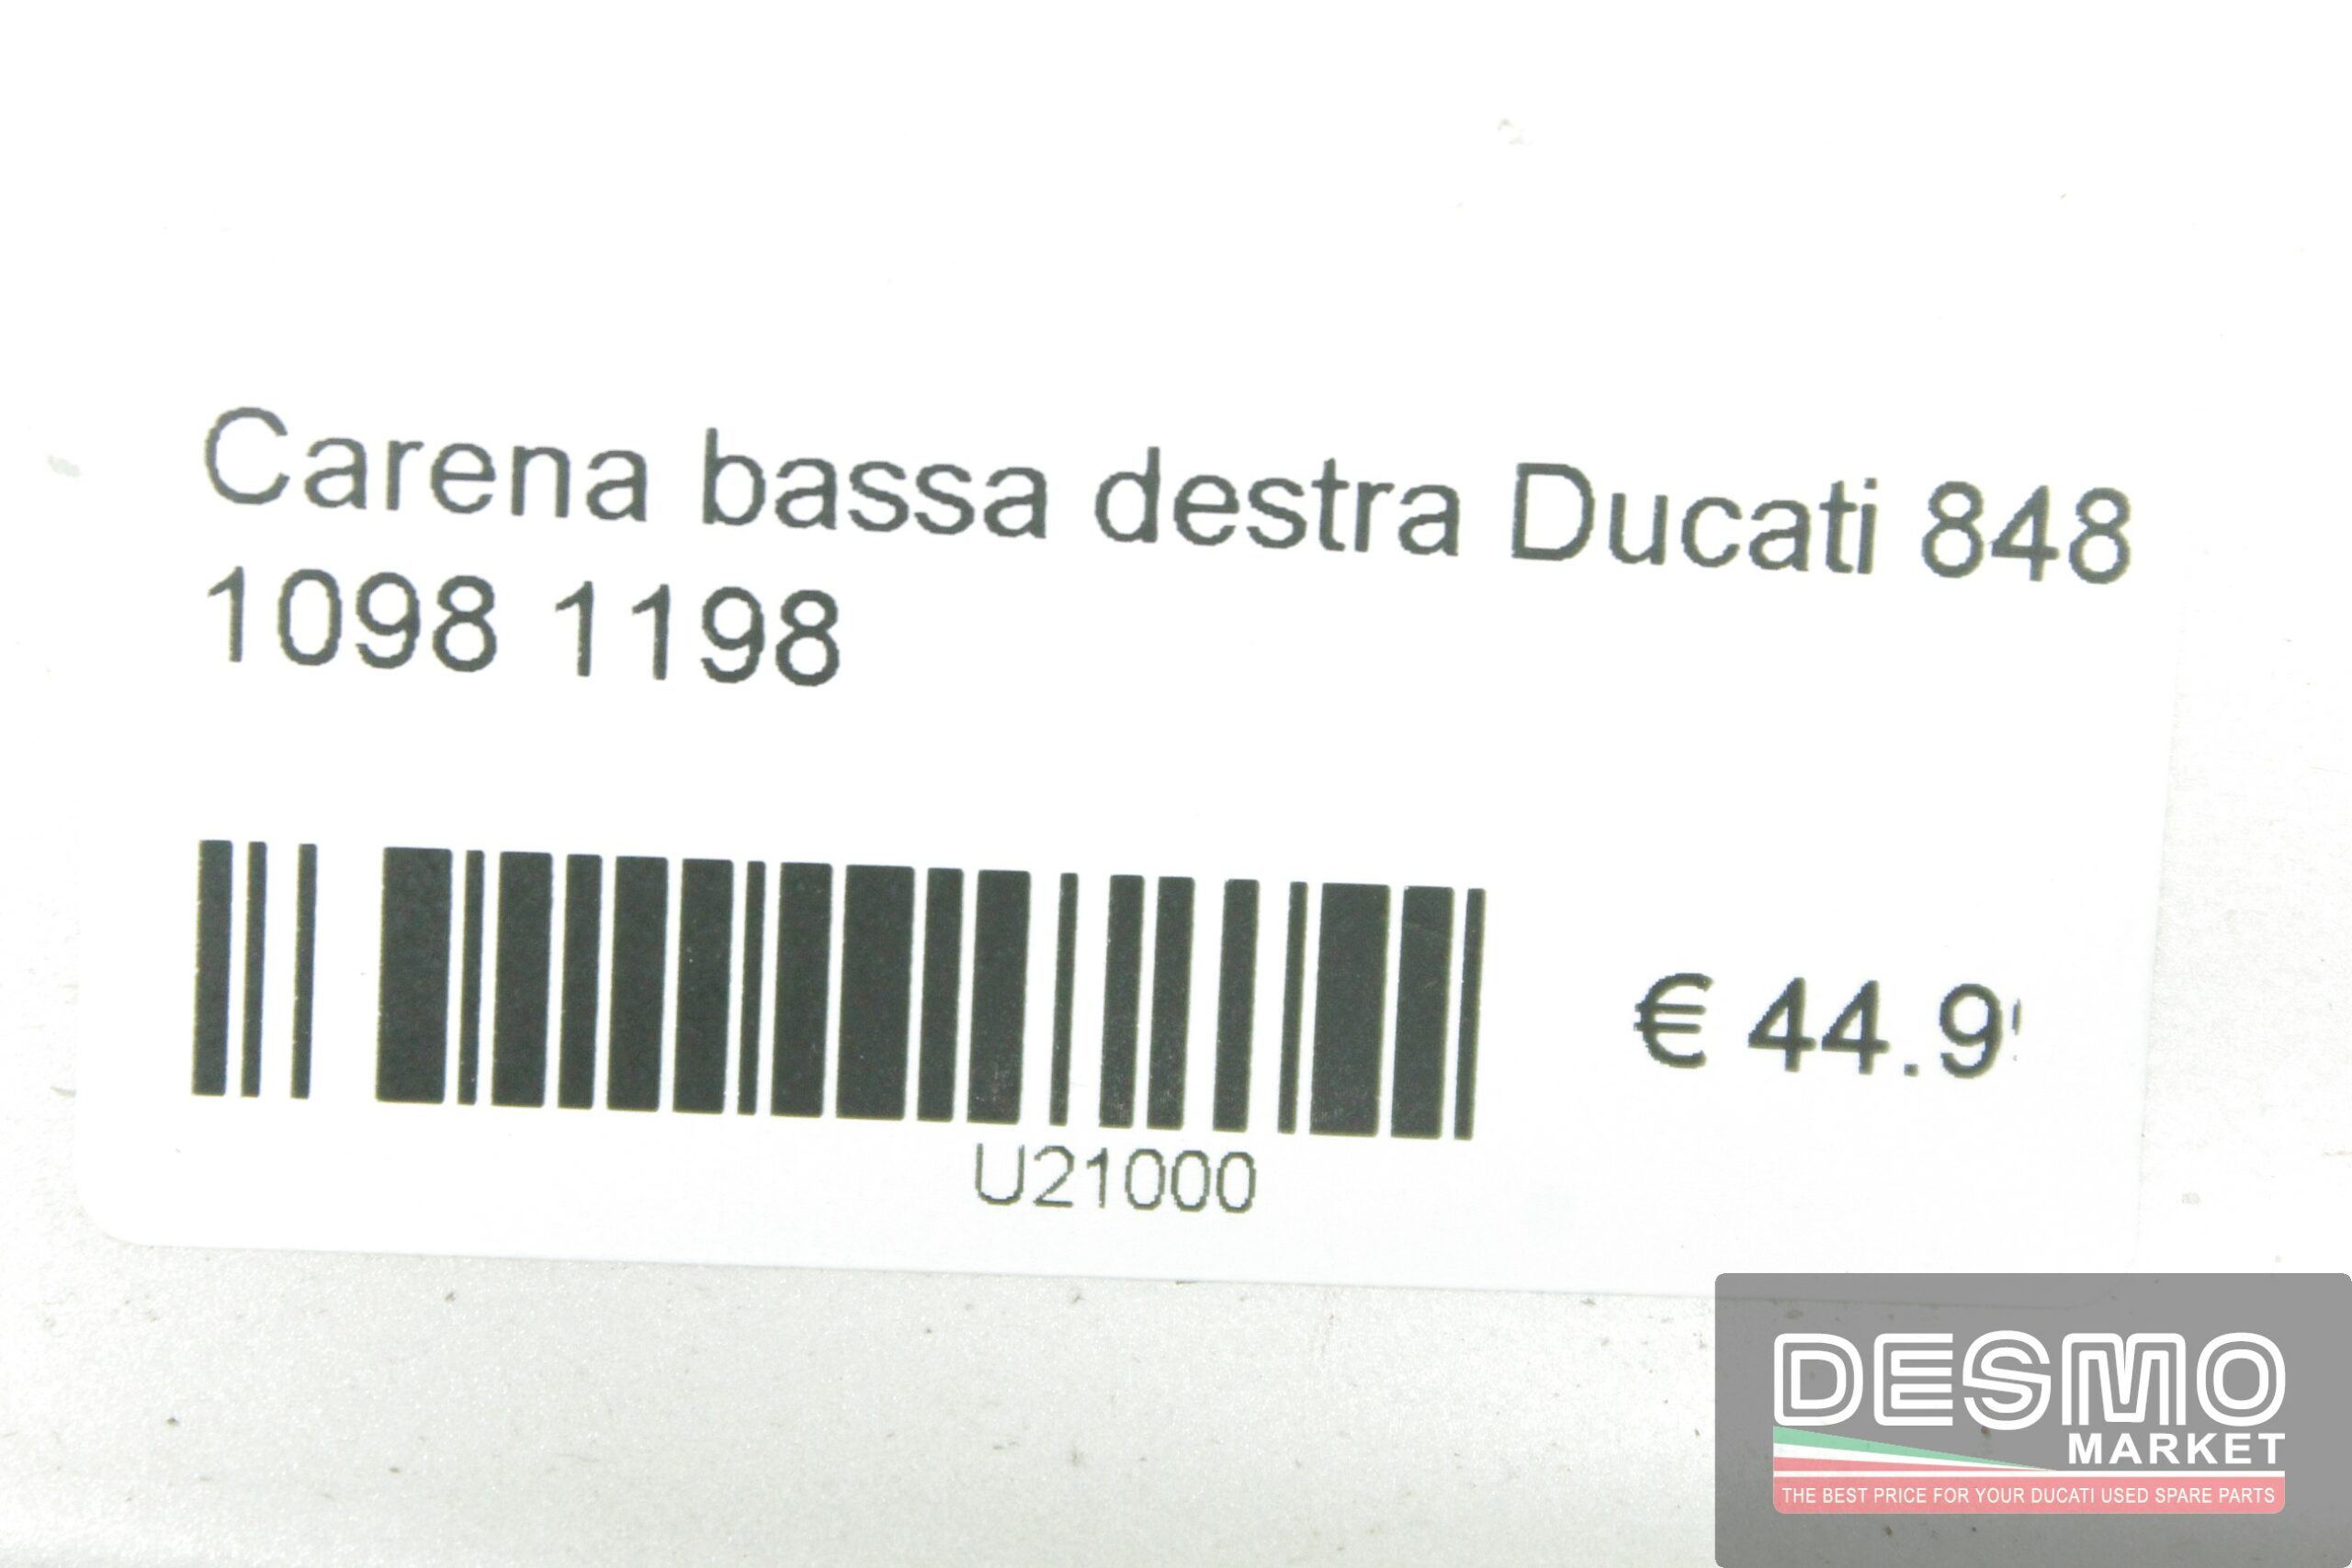 Carena bassa destra Ducati 848
1098 1198
€ 44.9
U21000
DESMO
MARKET
THE BEST PRICE FOR YOUR DUCATI USED SPARE PARTS